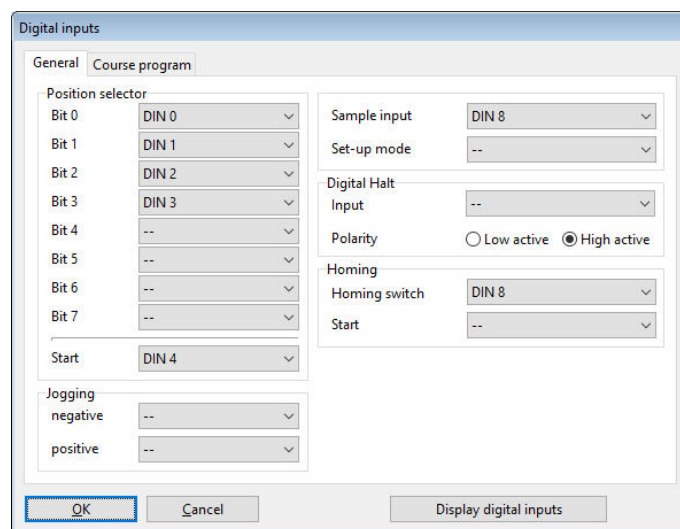 Digital inputs
General
Course program
Position selector
Bit 0 DIN 0
Bit 1 DIN 1
Bit 2 DIN 2
Bit 3 DIN 3
Bit 4 --
Bit 5 --
Bit 6 --
Bit 7 --
Start DIN 4
Jogging
negative --
positive --
Sample input DIN 8
Set-up mode --
Digital Halt
Input --
Polarity Low active High active
Homing
Homing switch DIN 8
Start --
OK
Cancel
Display digital inputs